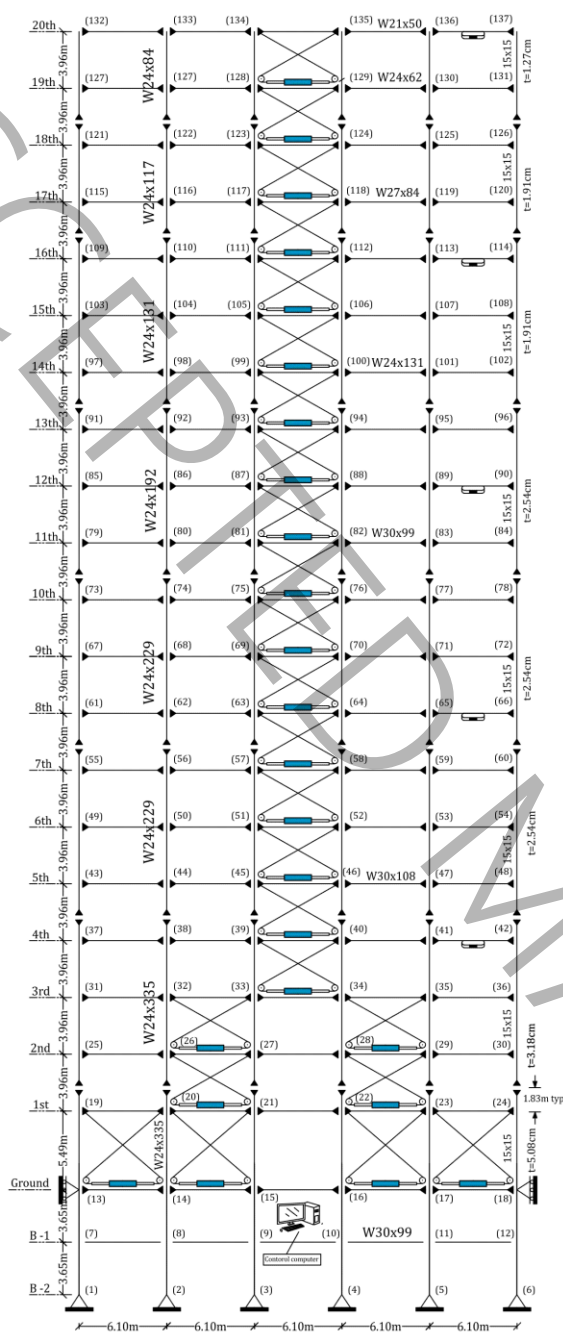 20th (132) (133) (134) (135) W21x50 (136) (137)
3.96m W24x84 15x15 t=1.27cm
19th (127) (127) (128) (129) W24x62 (130) (131)
3.96m
18th (121) (122) (123) (124) (125) (126)
3.96m W24x117 15x15 t=1.91cm
17th (115) (116) (117) (118) W27x84 (119) (120)
3.96m
16th (109) (110) (111) (112) (113) (114)
3.96m
15th (103) (104) (105) (106) (107) (108)
3.96m W24x131 15x15 t=1.91cm
14th (97) (98) (99) (100) W24x131 (101) (102)
3.96m
13th (91) (92) (93) (94) (95) (96)
3.96m
12th (85) (86) (87) (88) (89) (90)
3.96m W24x192 15x15 t=2.54cm
11th (79) (80) (81) (82) W30x99 (83) (84)
3.96m
10th (73) (74) (75) (76) (77) (78)
3.96m
9th (67) (68) (69) (70) (71) (72)
3.96m W24x229 15x15 t=2.54cm
8th (61) (62) (63) (64) (65) (66)
3.96m
7th (55) (56) (57) (58) (59) (60)
3.96m
6th (49) (50) (51) (52) (53) (54)
3.96m W24x229 15x15 t=2.54cm
5th (43) (44) (45) (46) W30x108 (47) (48)
3.96m
4th (37) (38) (39) (40) (41) (42)
3.96m
3rd (31) (32) (33) (34) (35) (36)
3.96m W24x335 15x15 t=3.18cm
2nd (25) (26) (27) (28) (29) (30)
3.96m 1.83m typ
1st (19) (20) (21) (22) (23) (24)
5.49m W24x335 15x15 t=5.08cm
Ground (13) (14) (15) (16) (17) (18)
3.65m
B-1 (7) (8) (9) (10) W30x99 (11) (12)
Contorol computer
3.65m
B-2 (1) (2) (3) (4) (5) (6)
6.10m 6.10m 6.10m 6.10m 6.10m
CEPTED M